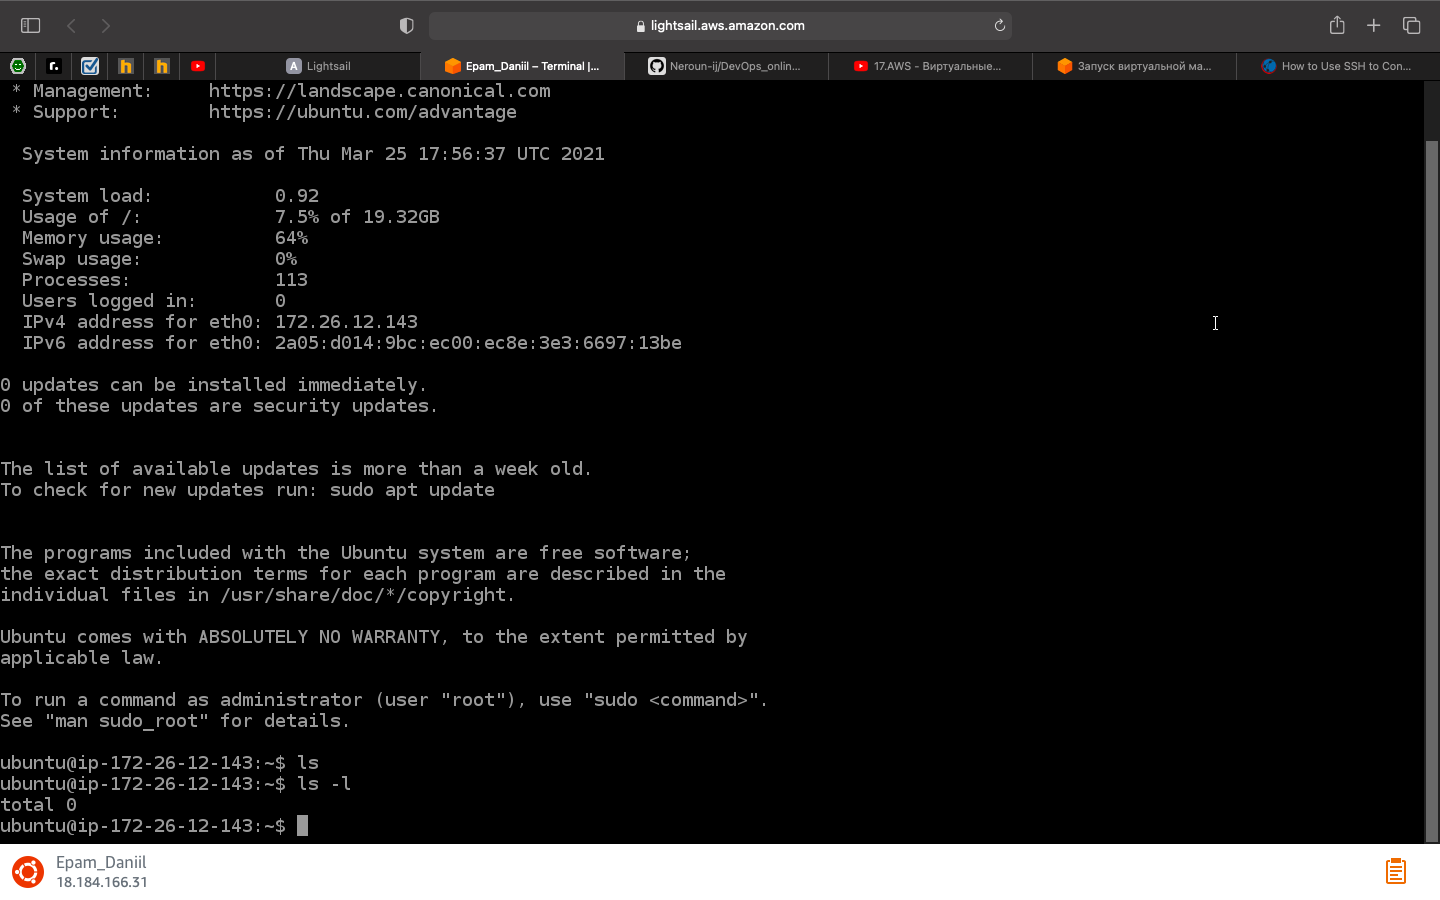 lightsail.aws.amazon.com
Lightsail
Epam_Daniil – Terminal |...
Neroun-ij/DevOps_onlin...
17.AWS - Виртуальные...
Запуск виртуальной ма...
How to Use SSH to Con...
* Management:     https://landscape.canonical.com
* Support:        https://ubuntu.com/advantage
System information as of Thu Mar 25 17:56:37 UTC 2021
System load:           0.92
Usage of /:            7.5% of 19.32GB
Memory usage:          64%
Swap usage:            0%
Processes:             113
Users logged in:       0
IPv4 address for eth0: 172.26.12.143
IPv6 address for eth0: 2a05:d014:9bc:ec00:ec8e:3e3:6697:13be
0 updates can be installed immediately.
0 of these updates are security updates.
The list of available updates is more than a week old.
To check for new updates run: sudo apt update
The programs included with the Ubuntu system are free software;
the exact distribution terms for each program are described in the
individual files in /usr/share/doc/*/copyright.
Ubuntu comes with ABSOLUTELY NO WARRANTY, to the extent permitted by
applicable law.
To run a command as administrator (user "root"), use "sudo <command>".
See "man sudo_root" for details.
ubuntu@ip-172-26-12-143:~$ ls
ubuntu@ip-172-26-12-143:~$ ls -l
total 0
ubuntu@ip-172-26-12-143:~$
Epam_Daniil
18.184.166.31